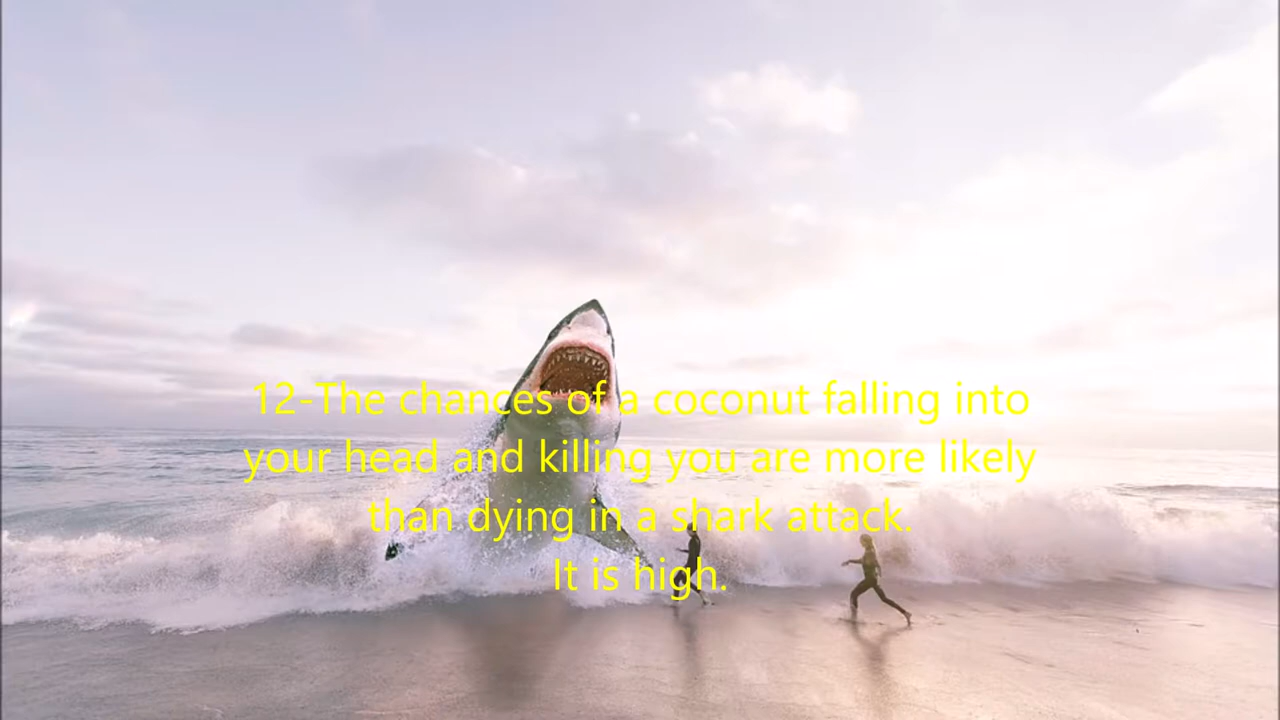 12-The chances of a coconut falling into
your head and killing you are more likely
than dying in a shark attack.
It is high.